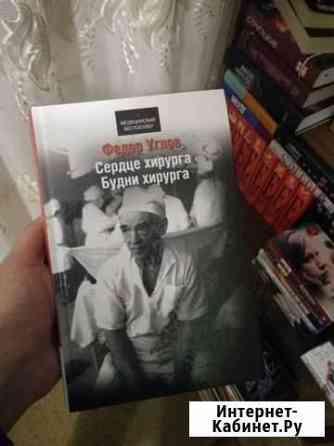 МЕДИЦИНСКИЙ
БЕСТСЕЛЛЕР
Федор Углов
Сердце хирурга
Будни хирурга
Интернет-
Кабинет.Ру